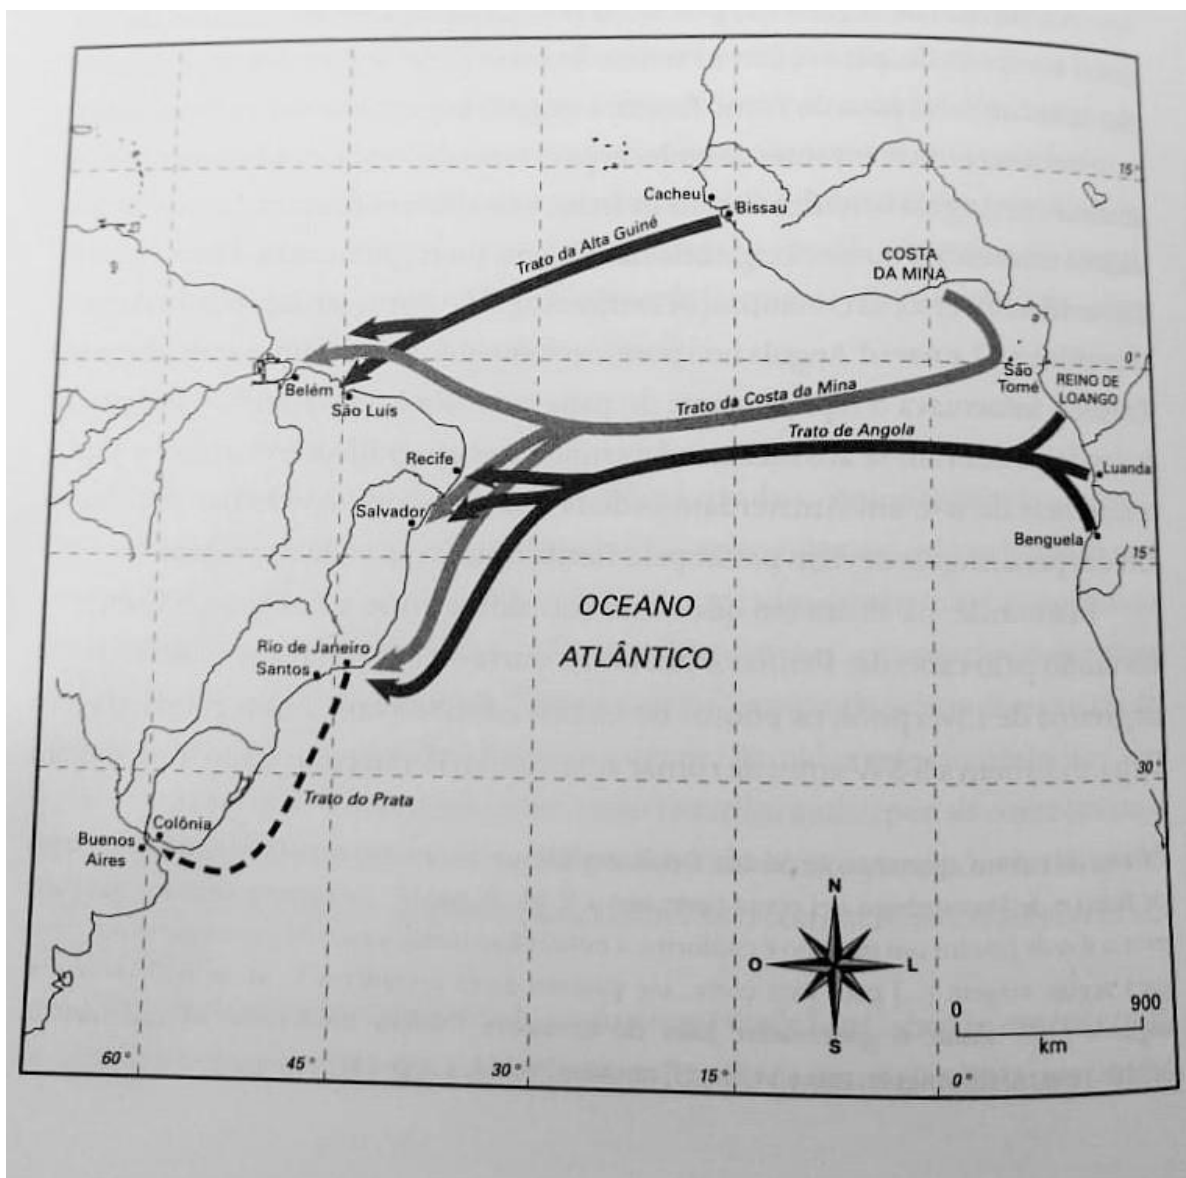 15°
Cacheu
Bissau
Trato da Alta Guiné
COSTA
DA MINA
0°
São
Tomé
REINO DE
LOANGO
Belém
São Luís
Trato da Costa da Mina
Trato de Angola
Recife
Luanda
Salvador
Benguela
15°
OCEANO
ATLÂNTICO
Rio de Janeiro
Santos
30°
Trato do Prata
Colônia
Buenos
Aires
N
O
L
S
0
900
km
60°
45°
30°
15°
0°